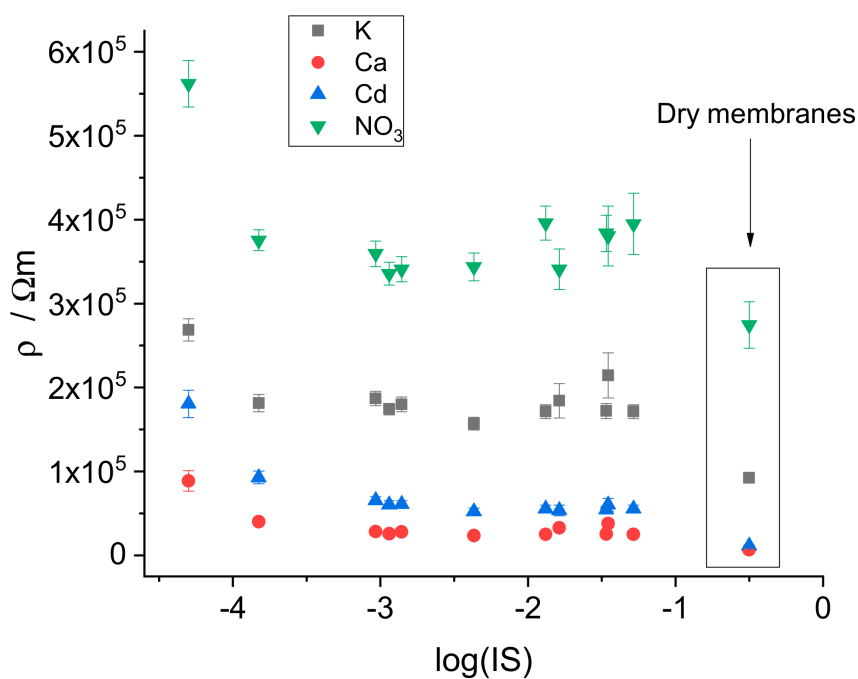 K
Ca
Cd
NO₃
Dry membranes
6x10⁵
5x10⁵
4x10⁵
3x10⁵
2x10⁵
1x10⁵
0
ρ / Ωm
-4
-3
-2
-1
0
log(IS)